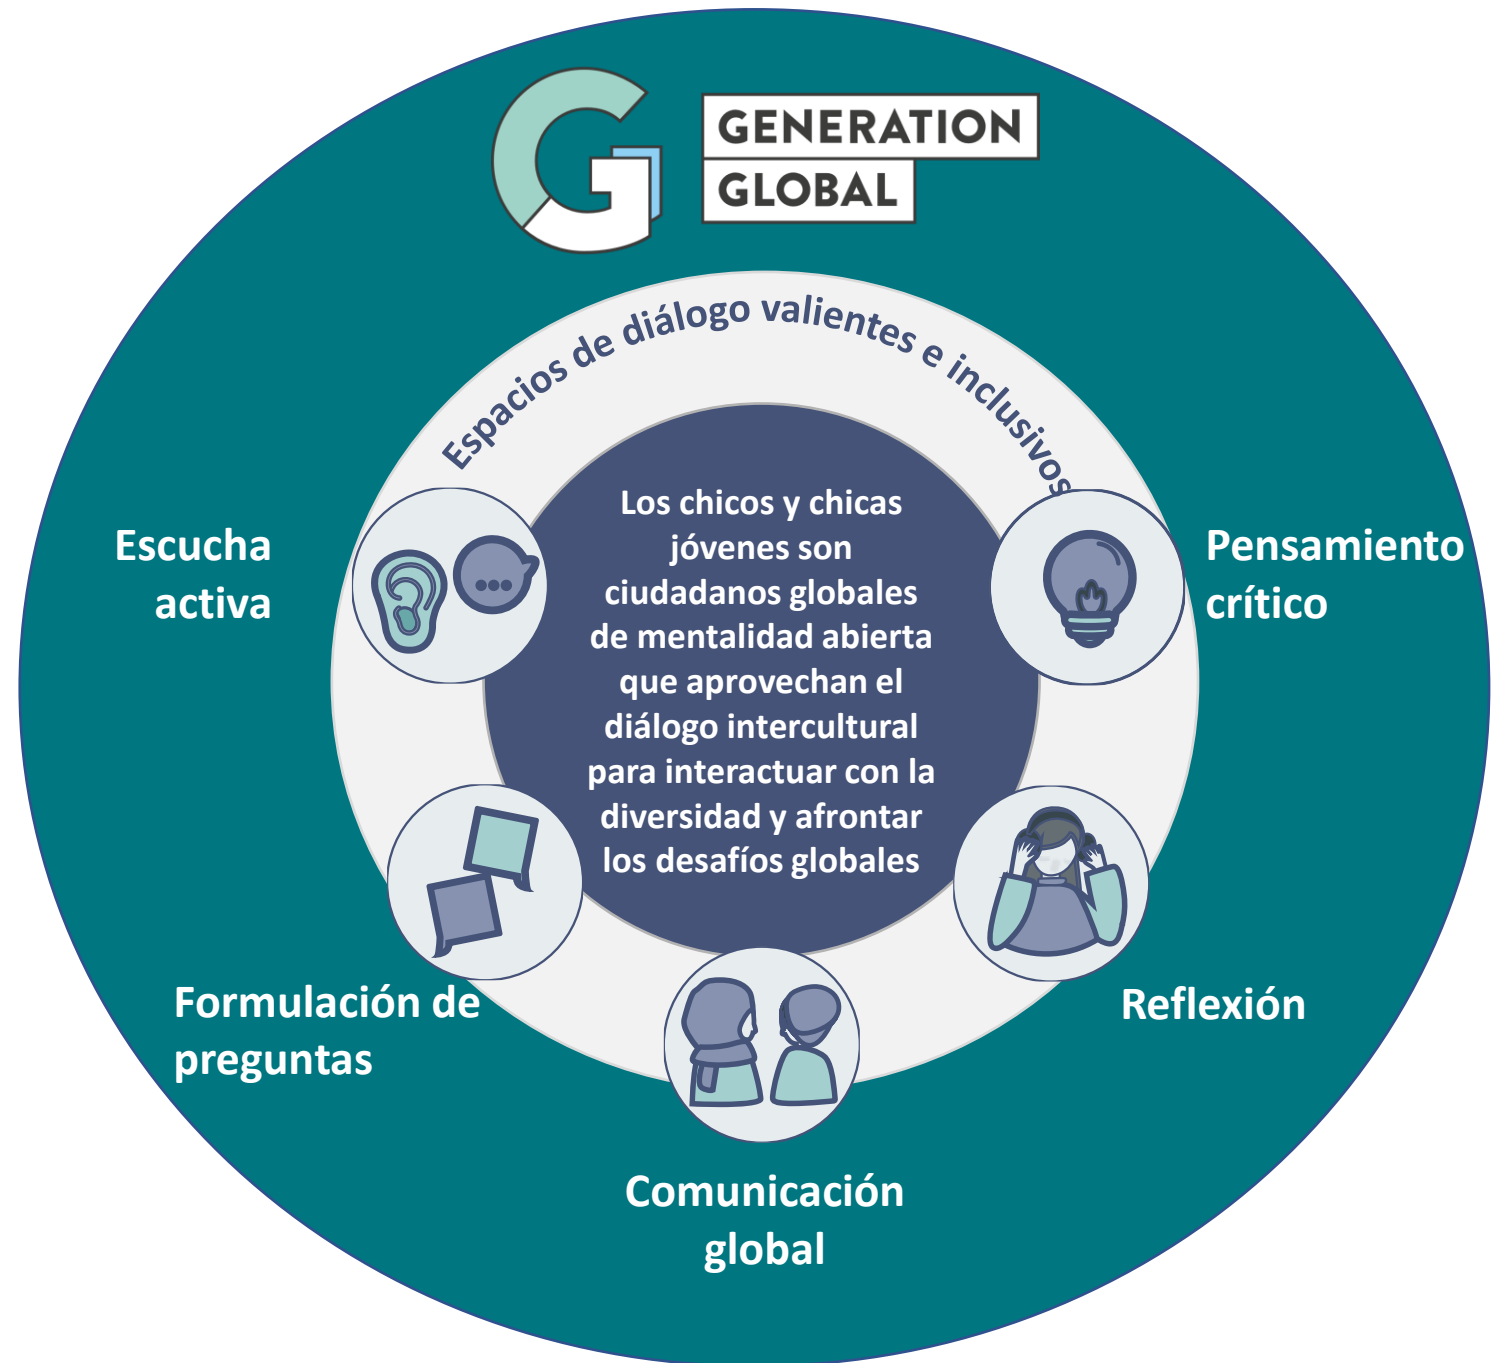 GENERATION
GLOBAL
Espacios de diálogo valientes e inclusivos
Los chicos y chicas
jóvenes son
ciudadanos globales
de mentalidad abierta
que aprovechan el
diálogo intercultural
para interactuar con la
diversidad y afrontar
los desafíos globales
Escucha
activa
Pensamiento
crítico
Formulación de
preguntas
Reflexión
Comunicación
global